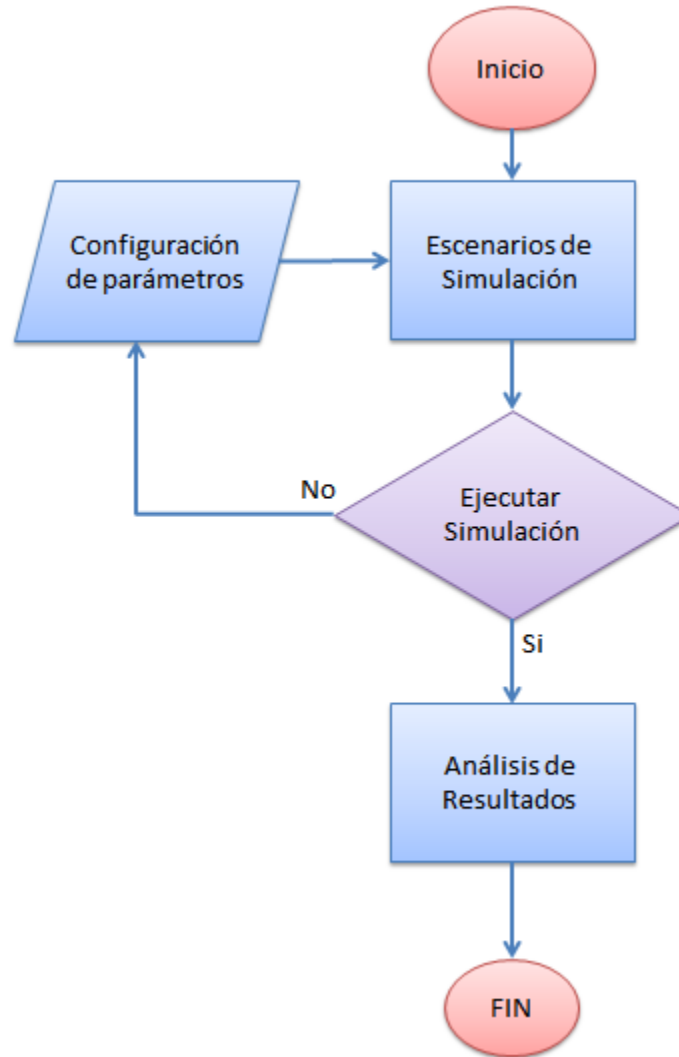 Inicio
Configuración
de parámetros
Escenarios de
Simulación
No
Ejecutar
Simulación
Si
Análisis de
Resultados
FIN